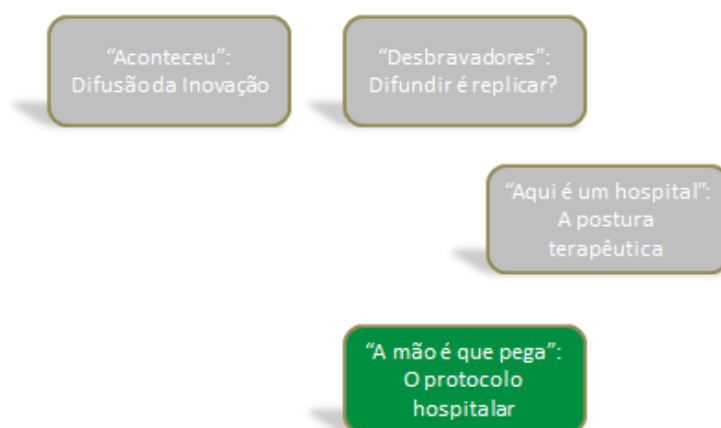 “Aconteceu”:
Difusão da Inovação
“Desbravadores”:
Difundir é replicar?
“Aqui é um hospital”:
A postura
terapêutica
“A mão é que pega”:
O protocolo
hospitalar